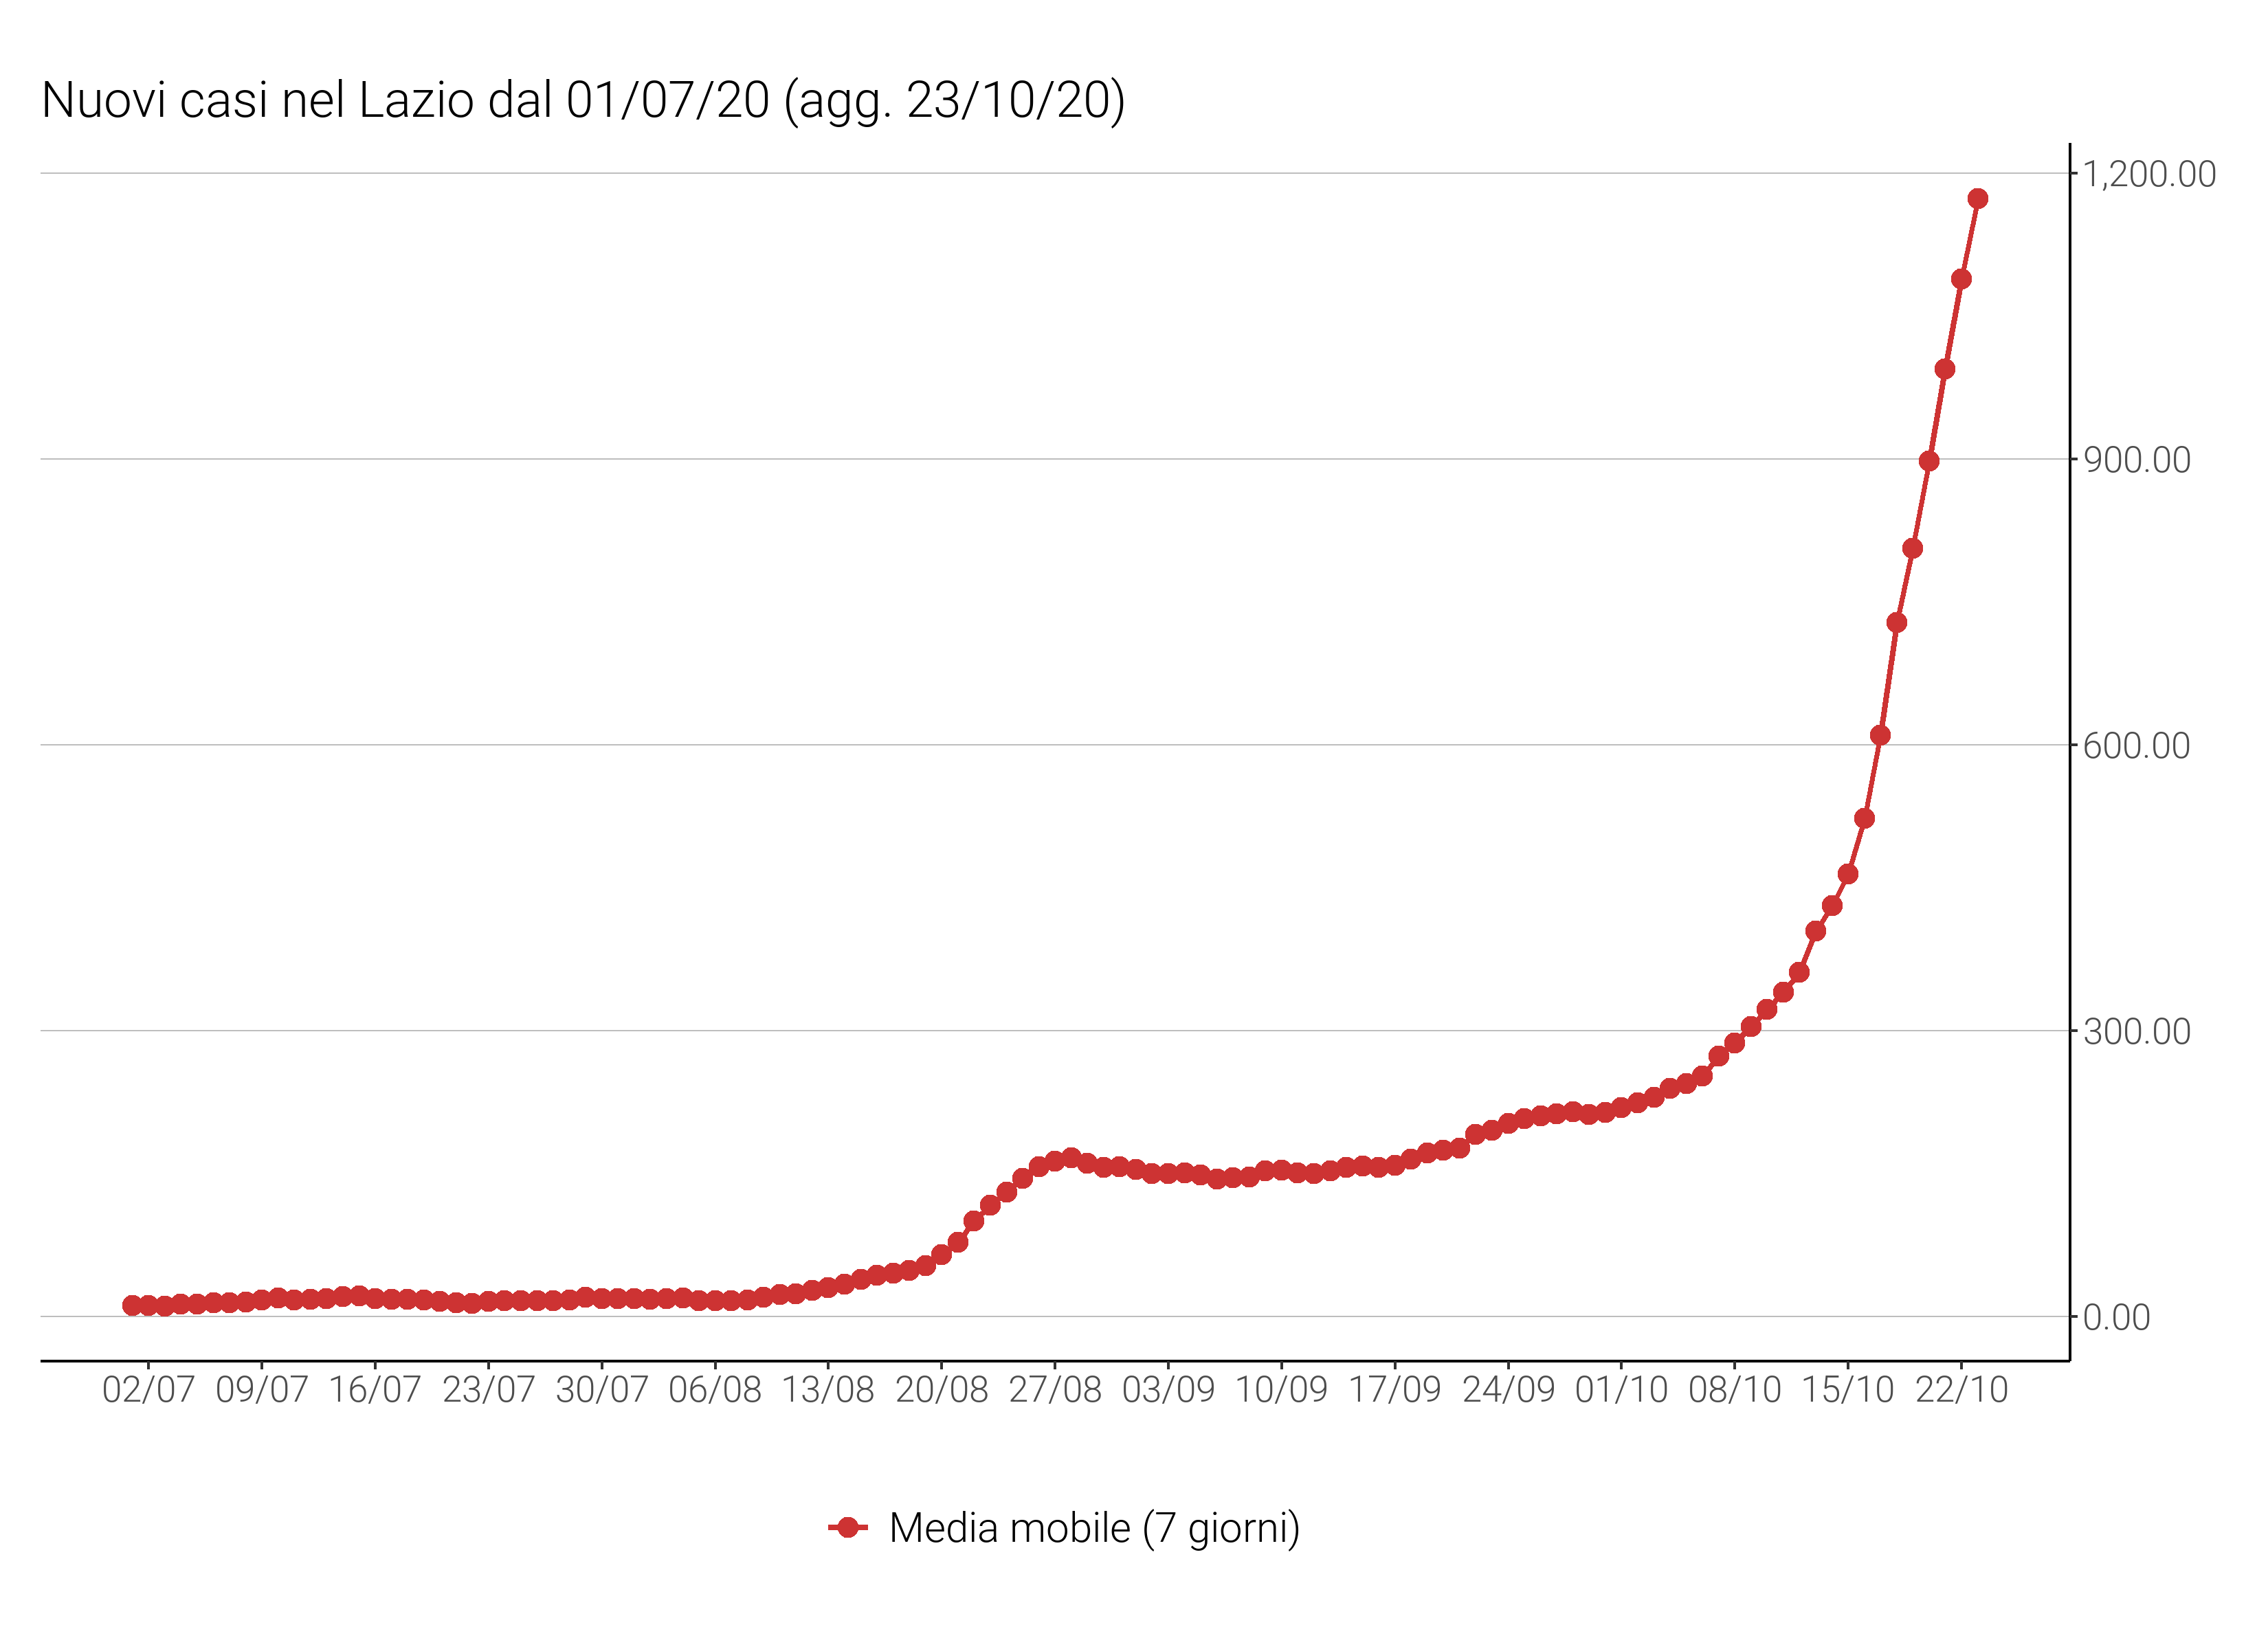 Nuovi casi nel Lazio dal 01/07/20 (agg. 23/10/20)
1,200.00
900.00
600.00
300.00
0.00
02/07 09/07 16/07 23/07 30/07 06/08 13/08 20/08 27/08 03/09 10/09 17/09 24/09 01/10 08/10 15/10 22/10
Media mobile (7 giorni)